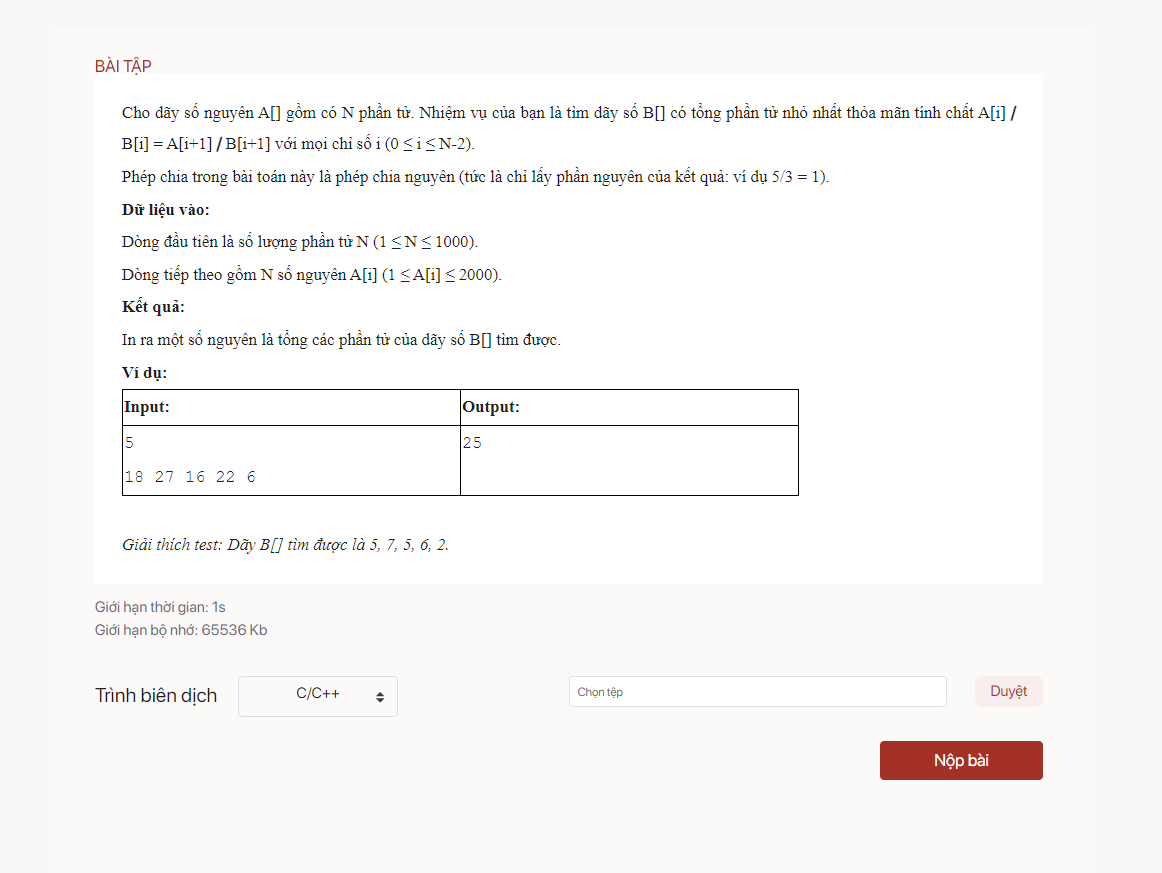 BÀI TẬP
Cho dãy số nguyên A[] gồm có N phần tử. Nhiệm vụ của bạn là tìm dãy số B[] có tổng phần tử nhỏ nhất thỏa mãn tính chất A[i] /
B[i] = A[i+1] / B[i+1] với mọi chỉ số i (0 ≤ i ≤ N-2).
Phép chia trong bài toán này là phép chia nguyên (tức là chỉ lấy phần nguyên của kết quả: ví dụ 5/3 = 1).
Dữ liệu vào:
Dòng đầu tiên là số lượng phần tử N (1 ≤ N ≤ 1000).
Dòng tiếp theo gồm N số nguyên A[i] (1 ≤ A[i] ≤ 2000).
Kết quả:
In ra một số nguyên là tổng các phần tử của dãy số B[] tìm được.
Ví dụ:
Input: Output:
5 25
18 27 16 22 6
Giải thích test: Dãy B[] tìm được là 5, 7, 5, 6, 2.
Giới hạn thời gian: 1s
Giới hạn bộ nhớ: 65536 Kb
Trình biên dịch C/C++ Chọn tệp Duyệt
Nộp bài